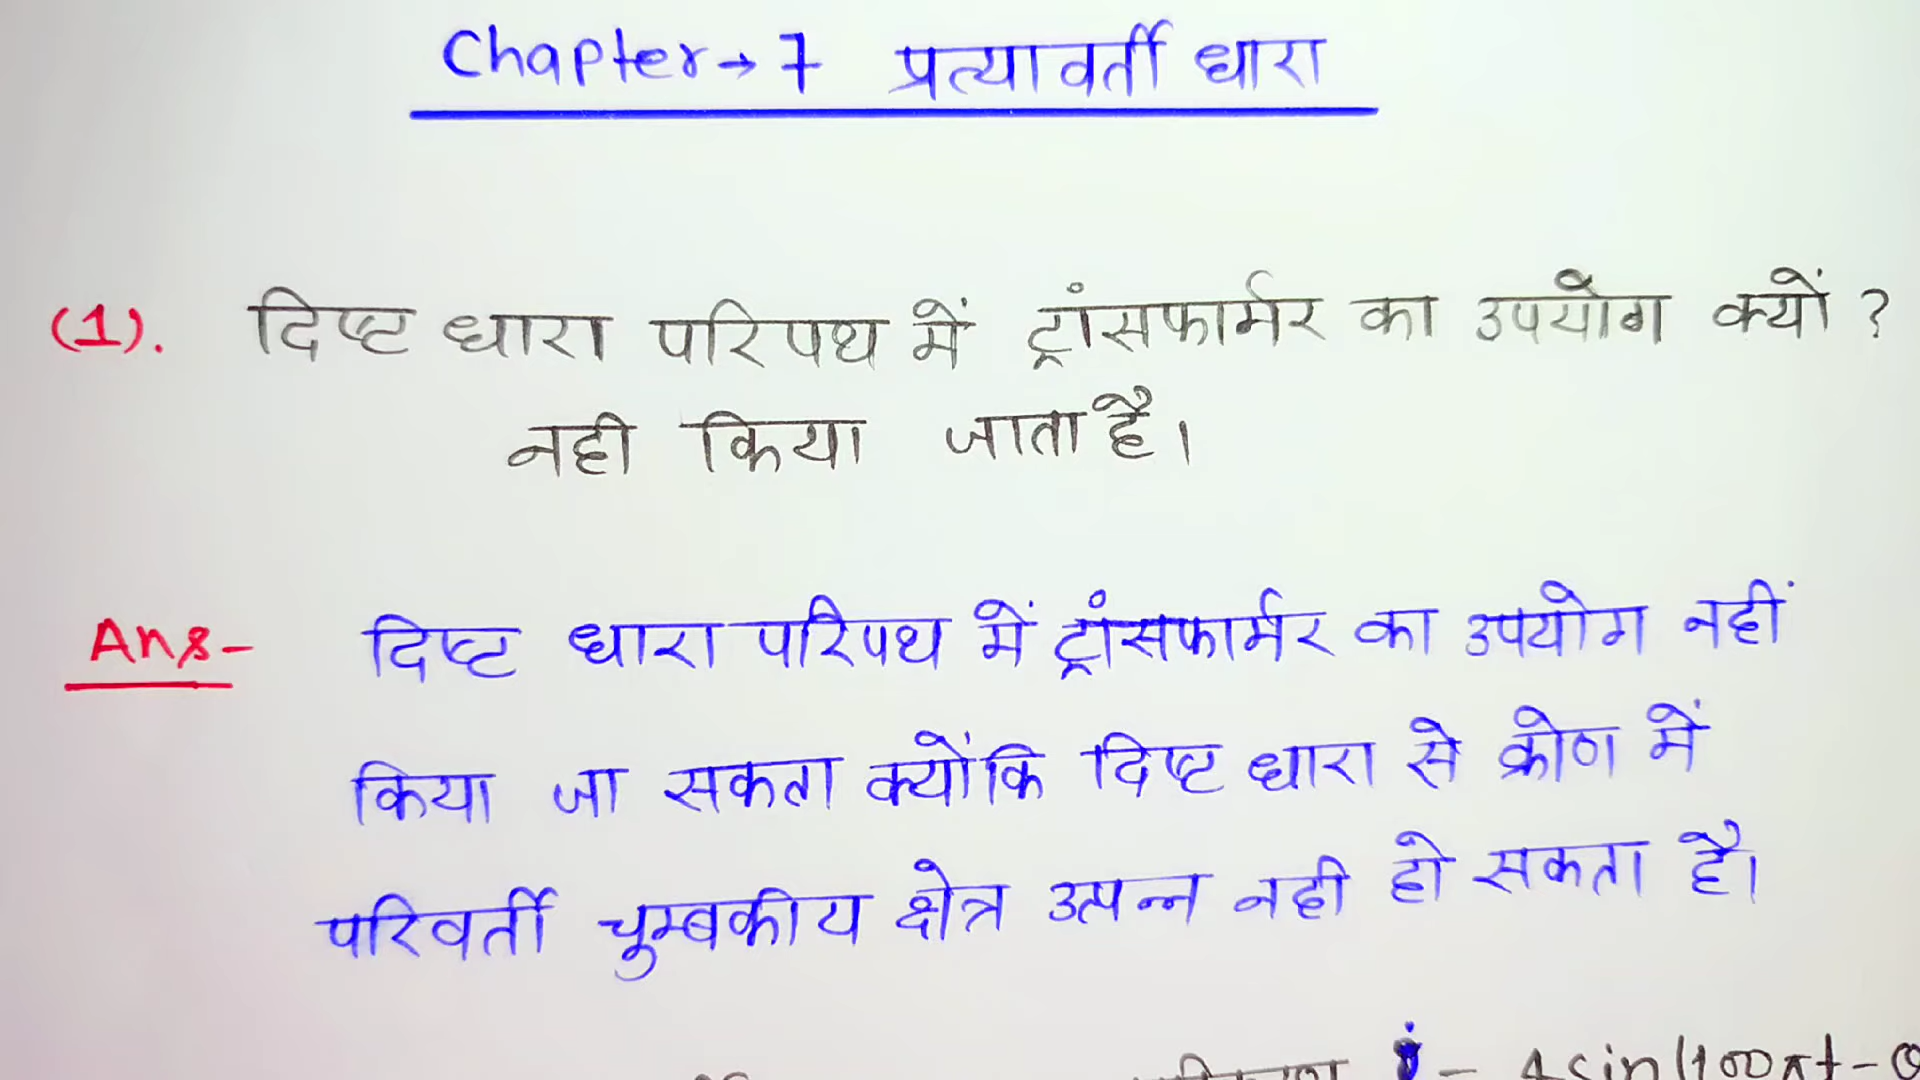 Chapter→7 प्रत्यावर्ती धारा
(1). दिष्ट धारा परिपथ में ट्रांसफार्मर का उपयोग क्यों ?
नही किया जाता है।
Ans- दिष्ट धारा परिपथ में ट्रांसफार्मर का उपयोग नहीं
किया जा सकता क्योंकि दिष्ट धारा से क्रोण में
परिवर्ती चुम्बकीय क्षेत्र उत्पन्न नही हो सकता है।